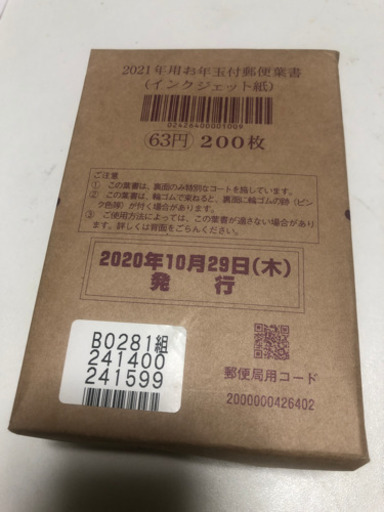 2021年用お年玉付郵便葉書
(インクジェット紙)
02426400001009
63円 200枚
ご注意
① この葉書は、裏面のみ特別なコートを施しています。
② この葉書は、輪ゴムで束ねると、裏面に輪ゴムの跡(ピン
ク色等)が付く場合があります。
③ ご使用方法によっては、この葉書が適さない場合があり
ます。詳しくは背面をごらんください。
2020年10月29日(木)
発 行
B0281組
241400
241599
郵便局用コード
2000000426402